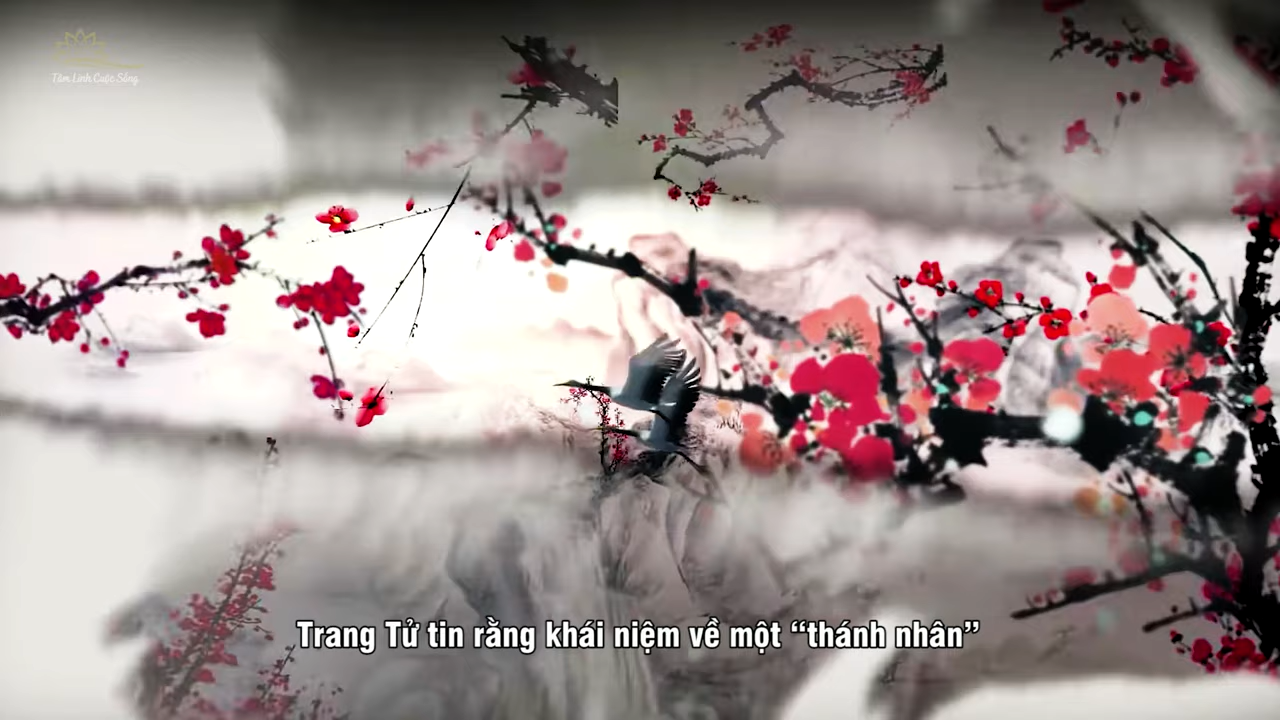 Tâm Linh Cuộc Sống
Trang Tử tin rằng khái niệm về một “thánh nhân”